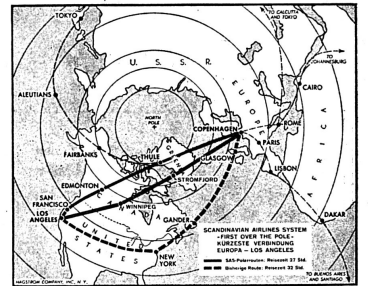 TOKYO
TO CALCUTTA
AND TOKYO
TO
JOHANNESBURG
U. S. S. R.
ALEUTIANS
EUROPE
CAIRO
NORTH
POLE
COPENHAGEN
ROME
PARIS
AFRICA
FAIRBANKS
THULE
GLASGOW
LISBON
EDMONTON
STROMFJORD
SAN
FRANCISCO
LOS
ANGELES
WINNIPEG
CANADA
GANDER
DAKAR
UNITED
STATES
NEW
YORK
SCANDINAVIAN AIRLINES SYSTEM
-FIRST OVER THE POLE-
KÜRZESTE VERBINDUNG
EUROPA – LOS ANGELES
SAS-Polarrouten: Reisezeit 27 Std.
Bisherige Route: Reisezeit 32 Std.
TO BUENOS AIRES
AND SANTIAGO
HAGSTROM COMPANY, INC., N.Y.